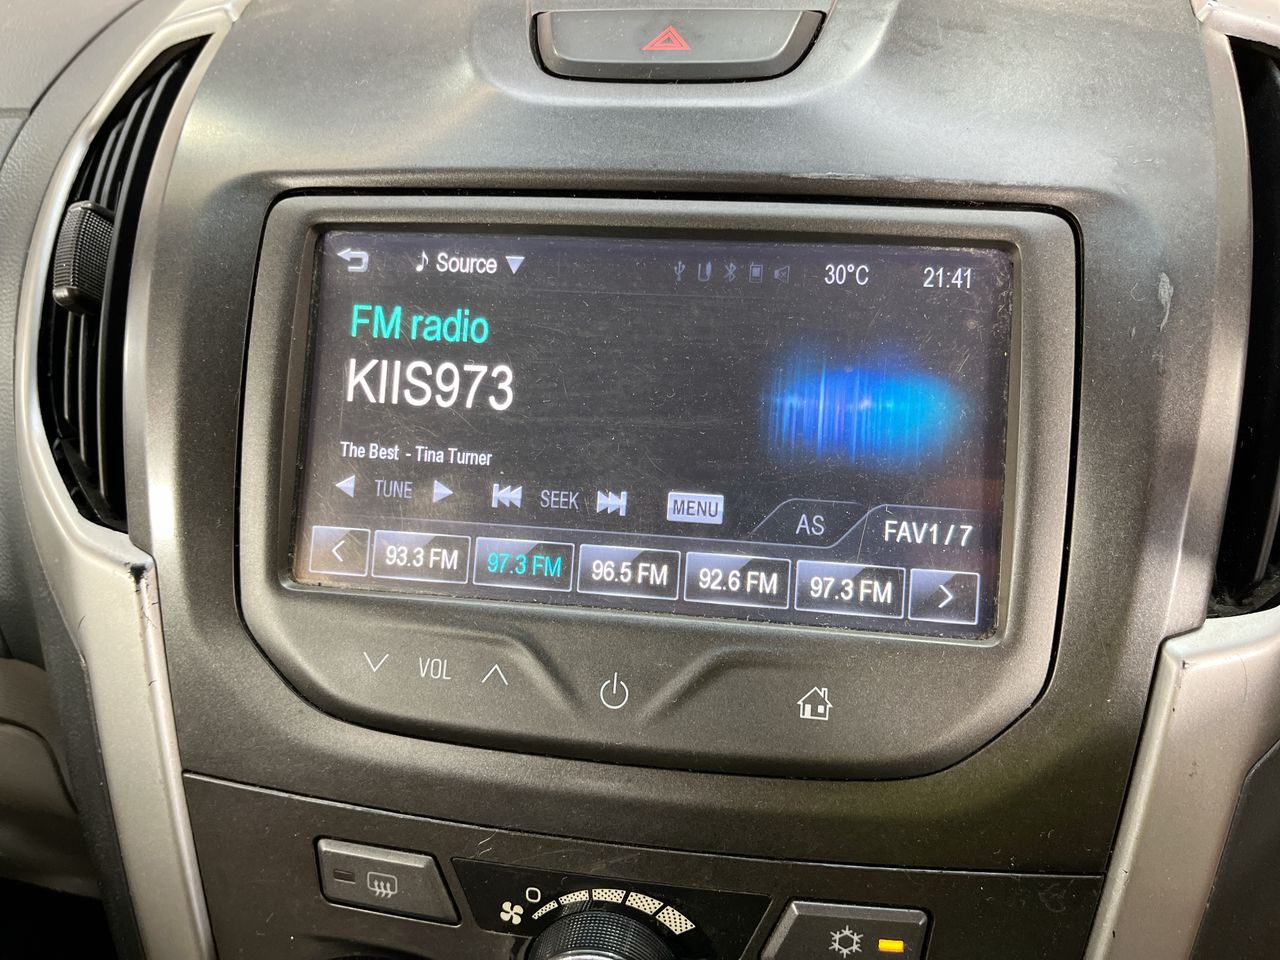 Source 30°C 21:41
FM radio
KIIS973
The Best - Tina Turner
TUNE SEEK MENU AS FAV1 / 7
93.3 FM 97.3 FM 96.5 FM 92.6 FM 97.3 FM
VOL